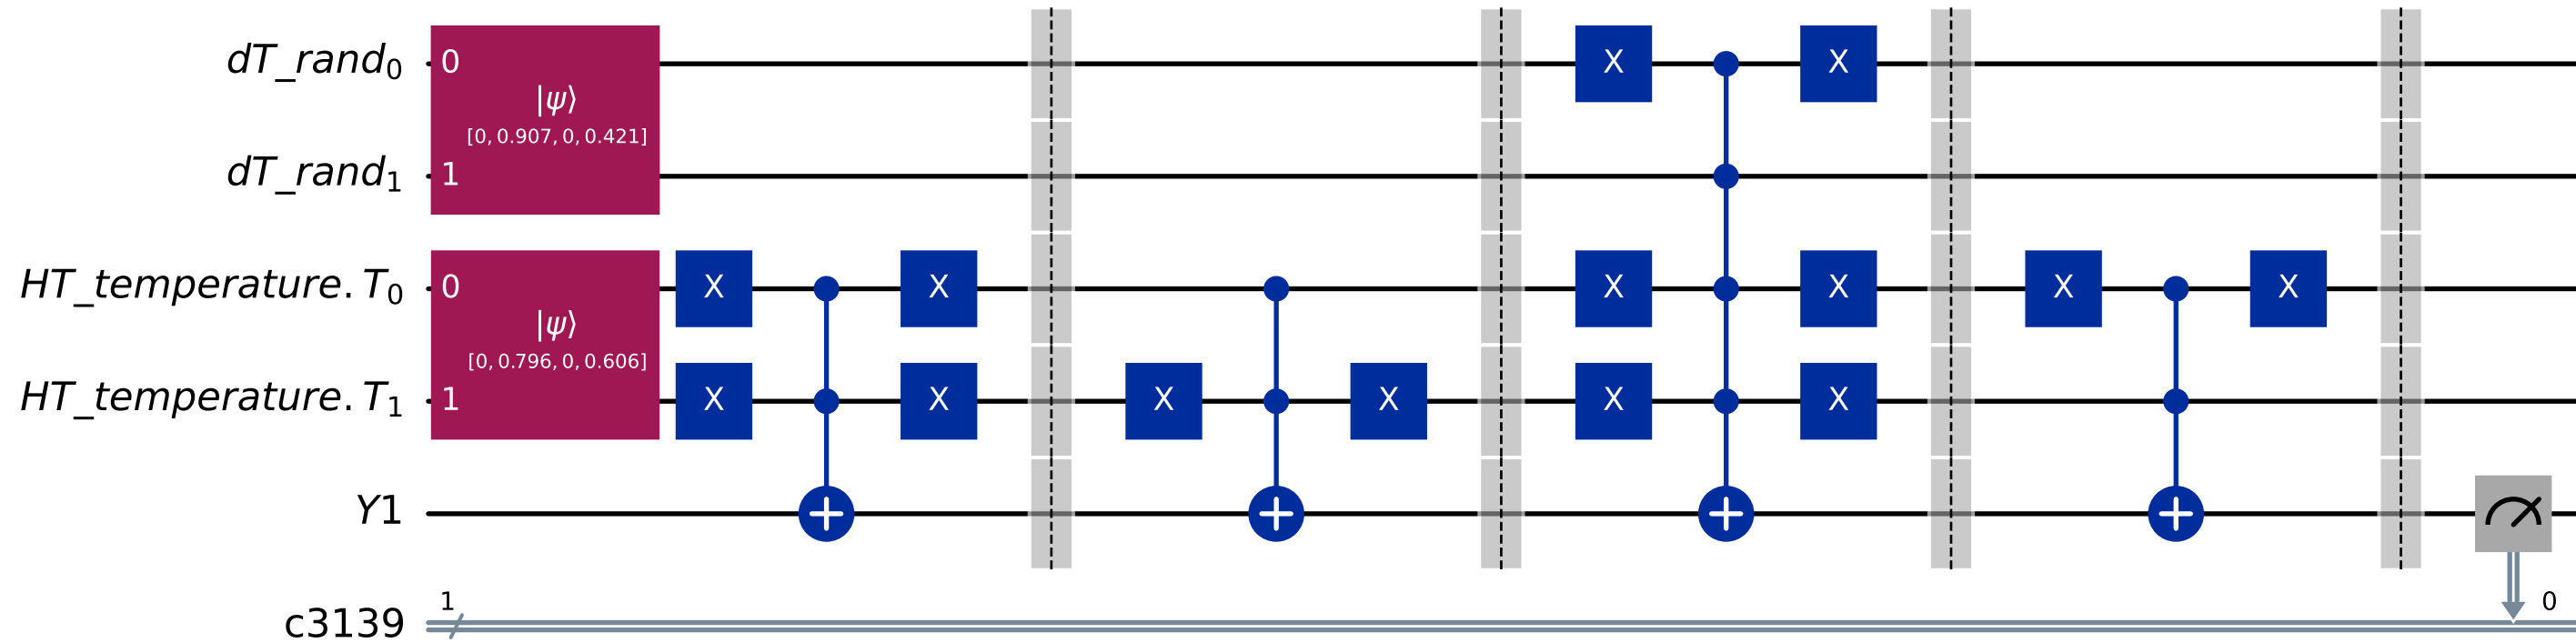 dT_rand0 0 X X
|ψ⟩
[0, 0.907, 0, 0.421]
dT_rand1 1
HT_temperature.T0 0 X X X X X X
|ψ⟩
[0, 0.796, 0, 0.606]
HT_temperature.T1 1 X X X X X X
Y1
1 0
c3139